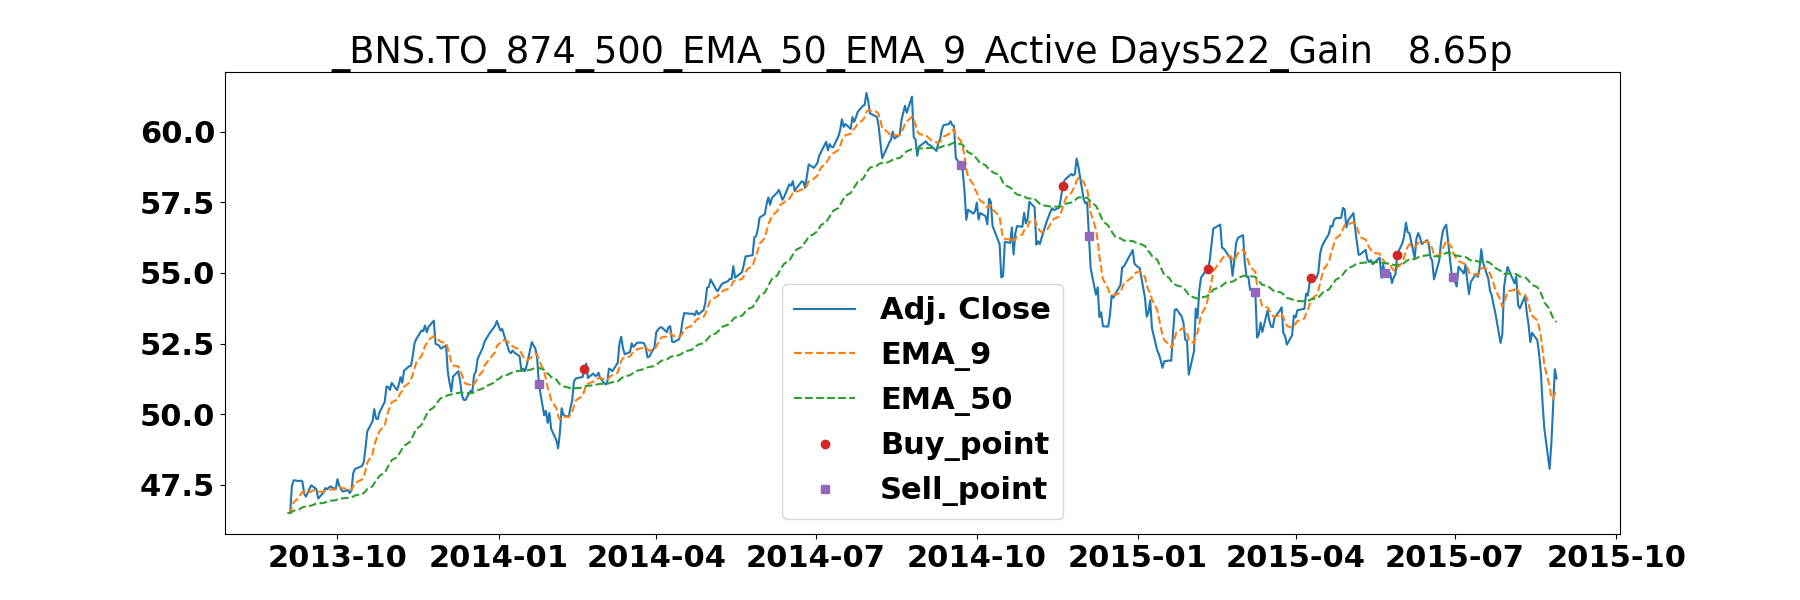 _BNS.TO_874_500_EMA_50_EMA_9_Active Days522_Gain   8.65p
60.0
57.5
55.0
52.5
50.0
47.5
Adj. Close
EMA_9
EMA_50
Buy_point
Sell_point
2013-10 2014-01 2014-04 2014-07 2014-10 2015-01 2015-04 2015-07 2015-10